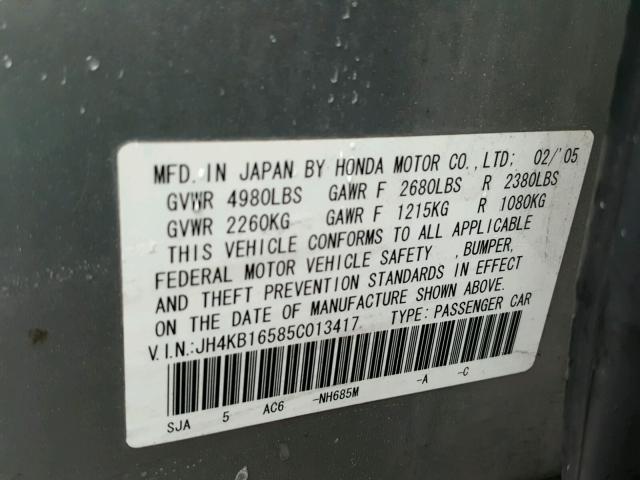 MFD. IN JAPAN BY HONDA MOTOR CO., LTD; 02/'05
GVWR 4980LBS GAWR F 2680LBS R 2380LBS
GVWR 2260KG GAWR F 1215KG R 1080KG
THIS VEHICLE CONFORMS TO ALL APPLICABLE
FEDERAL MOTOR VEHICLE SAFETY , BUMPER,
AND THEFT PREVENTION STANDARDS IN EFFECT
ON THE DATE OF MANUFACTURE SHOWN ABOVE.
V.I.N.:JH4KB16585C013417 TYPE: PASSENGER CAR
SJA 5 AC6 -NH685M -A -C